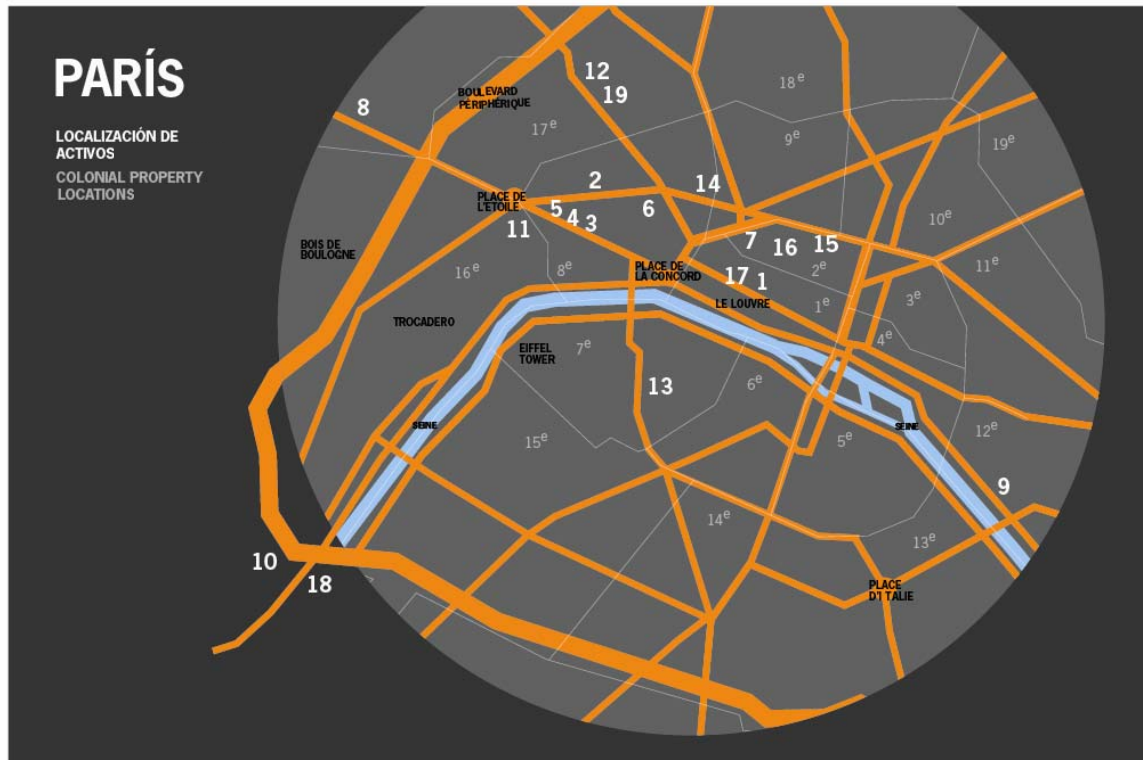 PARÍS
LOCALIZACIÓN DE
ACTIVOS
COLONIAL PROPERTY
LOCATIONS
8
BOULEVARD
PÉRIPHÉRIQUE
12
19
17e
18e
9e
19e
2
14
PLACE DE
L'ETOILE
5
4
3
6
11
7
16
15
10e
BOIS DE
BOULOGNE
16e
8e
PLACE DE
LA CONCORD
17
1
2e
11e
LE LOUVRE
1e
3e
TROCADERO
4e
EIFFEL
TOWER
7e
13
6e
SEINE
15e
5e
SEINE
12e
9
14e
13e
10
18
PLACE
D'I TALIE